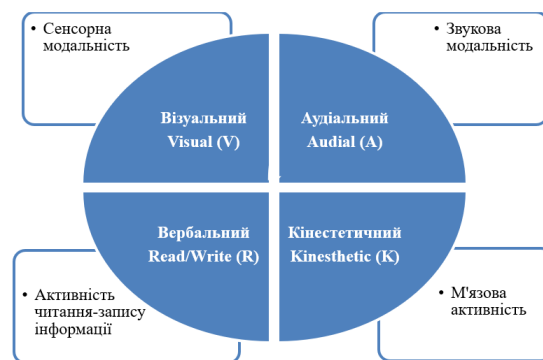 • Сенсорна
модальність
• Звукова
модальність
Візуальний
Visual (V)
Аудіальний
Audial (A)
Вербальний
Read/Write (R)
Кінестетичний
Kinesthetic (K)
• Активність
читання-запису
інформації
• М'язова
активність